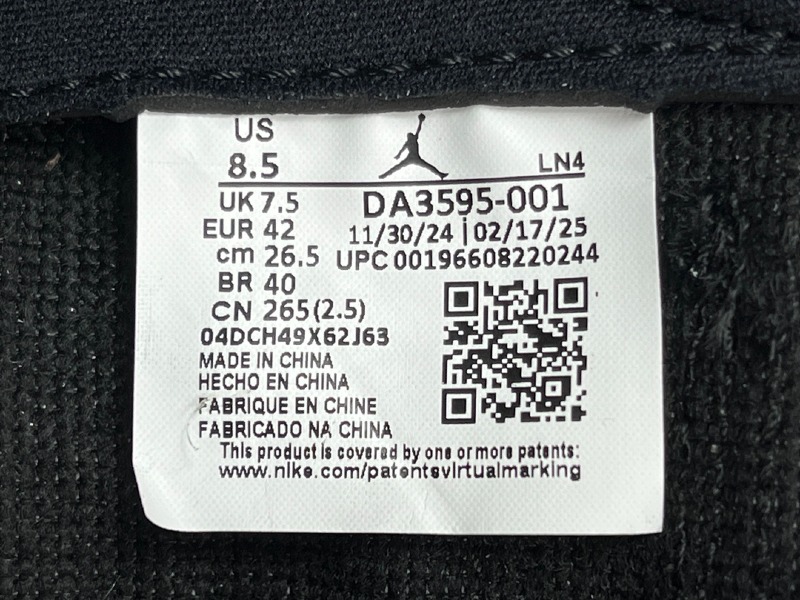 US
8.5 LN4
UK 7.5 DA3595-001
EUR 42 11/30/24 | 02/17/25
cm 26.5 UPC 00196608220244
BR 40
CN 265(2.5)
04DCH49X62J63
MADE IN CHINA
HECHO EN CHINA
FABRIQUE EN CHINE
FABRICADO NA CHINA
This product is covered by one or more patents:
www.nike.com/patentsvirtualmarking